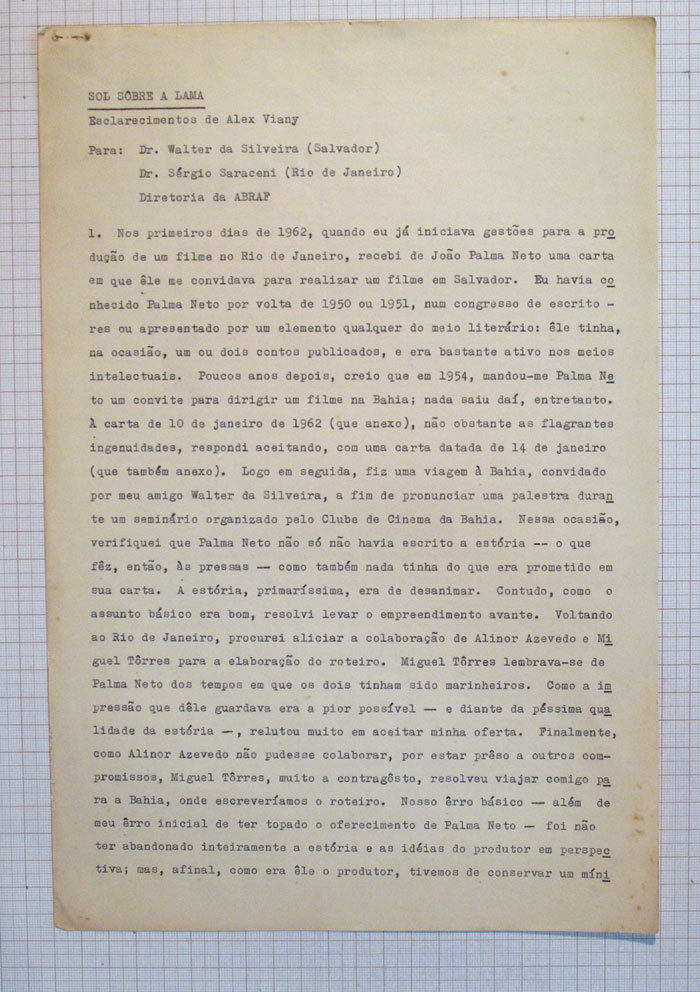 SOL SÔBRE A LAMA
Esclarecimentos de Alex Viany
Para: Dr. Walter da Silveira (Salvador)
Dr. Sérgio Saraceni (Rio de Janeiro)
Diretoria da ABRAF
1. Nos primeiros dias de 1962, quando eu já iniciava gestões para a pro
dução de um filme no Rio de Janeiro, recebi de João Palma Neto uma carta
em que êle me convidava para realizar um filme em Salvador. Eu havia co
nhecido Palma Neto por volta de 1950 ou 1951, num congresso de escrito -
res ou apresentado por um elemento qualquer do meio literário: êle tinha,
na ocasião, um ou dois contos publicados, e era bastante ativo nos meios
intelectuais. Poucos anos depois, creio que em 1954, mandou-me Palma Ne
to um convite para dirigir um filme na Bahia; nada saiu daí, entretanto.
À carta de 10 de janeiro de 1962 (que anexo), não obstante as flagrantes
ingenuidades, respondi aceitando, com uma carta datada de 14 de janeiro
(que também anexo). Logo em seguida, fiz uma viagem à Bahia, convidado
por meu amigo Walter da Silveira, a fim de pronunciar uma palestra duran
te um seminário organizado pelo Clube de Cinema da Bahia. Nessa ocasião,
verifiquei que Palma Neto não só não havia escrito a estória -- o que
fêz, então, às pressas -- como também nada tinha do que era prometido em
sua carta. A estória, primaríssima, era de desanimar. Contudo, como o
assunto básico era bom, resolvi levar o empreendimento avante. Voltando
ao Rio de Janeiro, procurei aliciar a colaboração de Alinor Azevedo e Mi
guel Tôrres para a elaboração do roteiro. Miguel Tôrres lembrava-se de
Palma Neto dos tempos em que os dois tinham sido marinheiros. Como a im
pressão que dêle guardava era a pior possível — e diante da péssima qua
lidade da estória —, relutou muito em aceitar minha oferta. Finalmente,
como Alinor Azevedo não pudesse colaborar, por estar prêso a outros com-
promissos, Miguel Tôrres, muito a contragôsto, resolveu viajar comigo pa
ra a Bahia, onde escreveríamos o roteiro. Nosso êrro básico — além de
meu êrro inicial de ter topado o oferecimento de Palma Neto — foi não
ter abandonado inteiramente a estória e as idéias do produtor em perspec
tiva; mas, afinal, como era êle o produtor, tivemos de conservar um míni